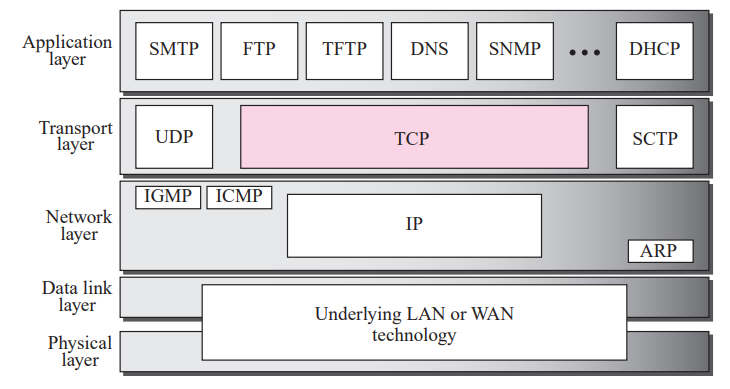 Application
layer
SMTP
FTP
TFTP
DNS
SNMP
...
DHCP
Transport
layer
UDP
TCP
SCTP
Network
layer
IGMP
ICMP
IP
ARP
Data link
layer
Underlying LAN or WAN
technology
Physical
layer